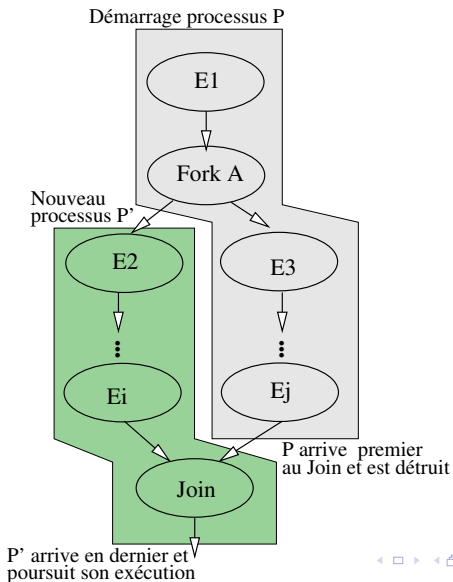 Démarrage processus P
E1
Fork A
Nouveau
processus P'
E2
E3
Ei
Ej
P arrive premier
au Join et est détruit
Join
P' arrive en dernier et
poursuit son exécution